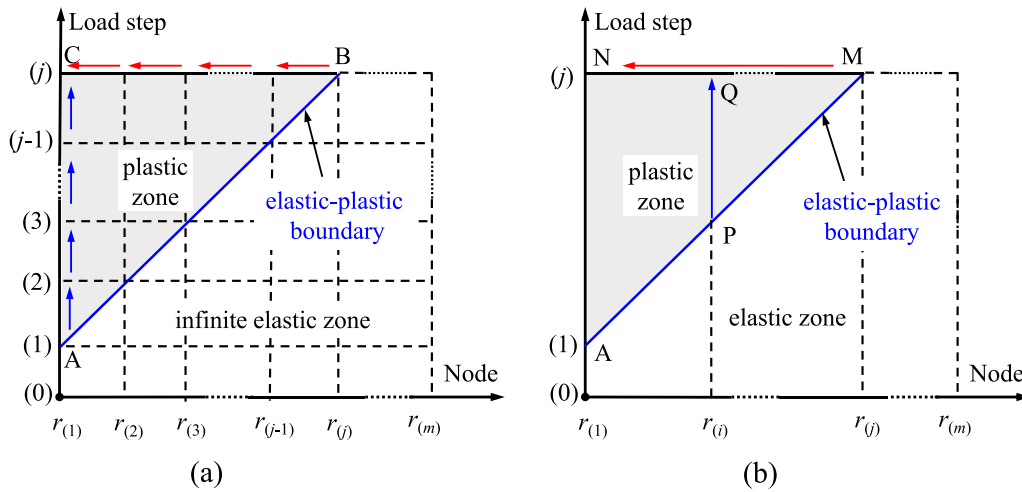 Load step
C
B
(j)
(j-1)
plastic
zone
elastic-plastic
boundary
(3)
(2)
infinite elastic zone
(1)
A
(0)
Node
r(1)
r(2)
r(3)
r(j-1)
r(j)
r(m)
(a)
Load step
N
M
(j)
Q
plastic
zone
elastic-plastic
boundary
P
elastic zone
(1)
A
(0)
Node
r(1)
r(i)
r(j)
r(m)
(b)